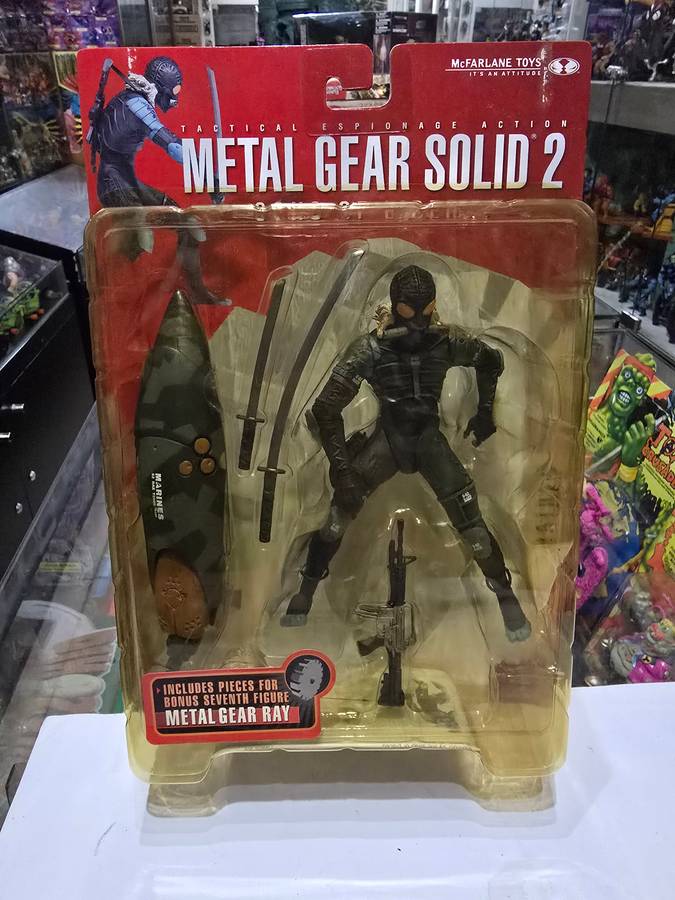 McFARLANE TOYS
IT'S AN ATTITUDE
TACTICAL ESPIONAGE ACTION
METAL GEAR SOLID® 2
MARINES
INCLUDES PIECES FOR
BONUS SEVENTH FIGURE
METAL GEAR RAY